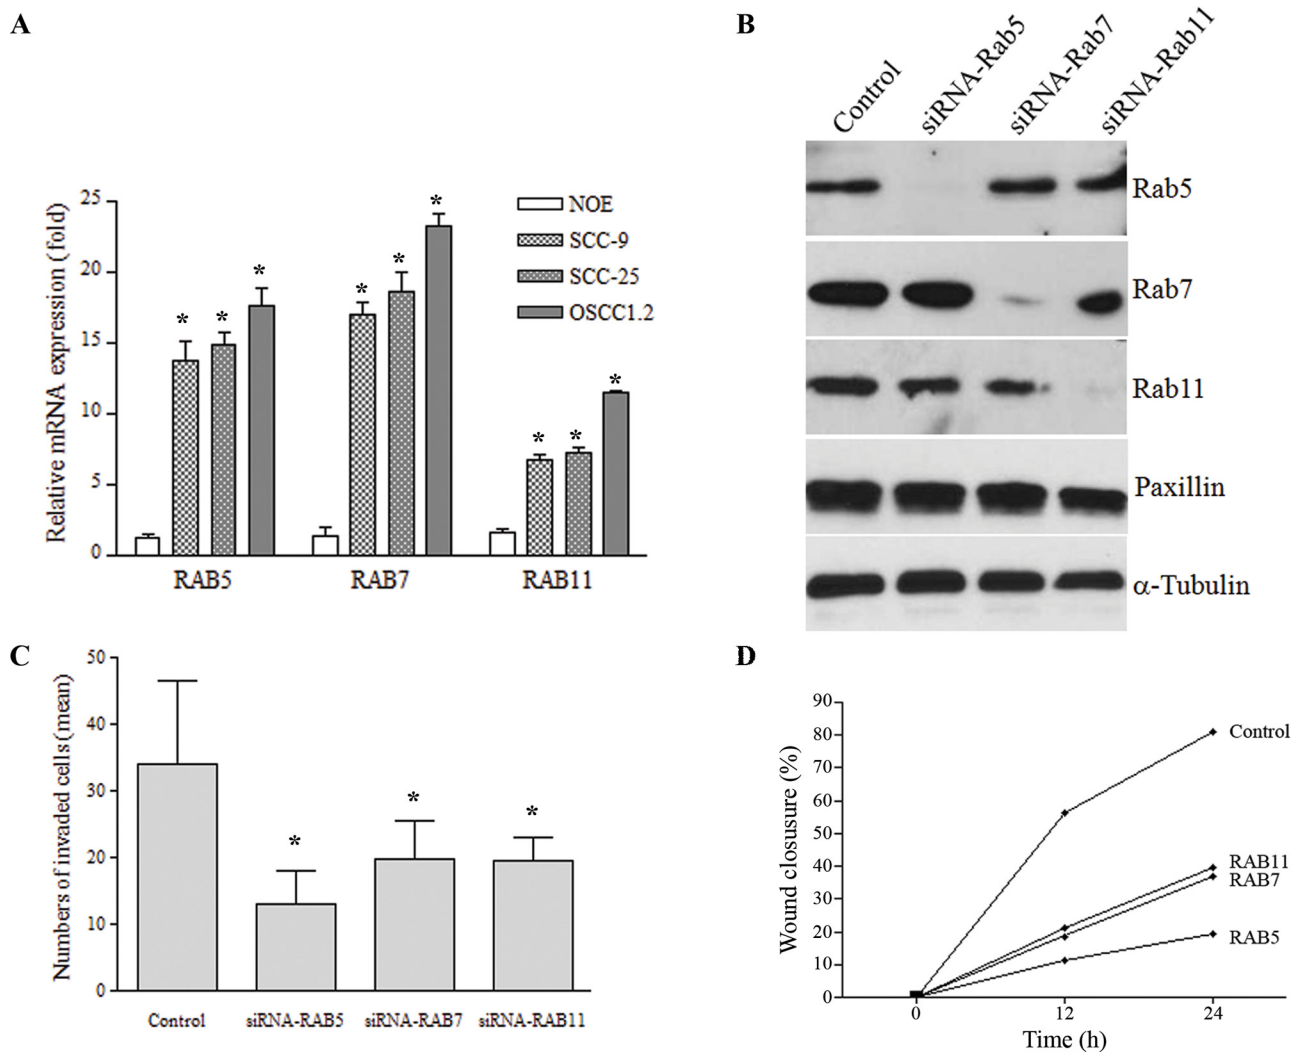 A
Relative mRNA expression (fold)
25
20
15
10
5
0
* * *
* * *
* * *
NOE
SCC-9
SCC-25
OSCC1.2
RAB5 RAB7 RAB11
B
Control siRNA-Rab5 siRNA-Rab7 siRNA-Rab11
Rab5
Rab7
Rab11
Paxillin
α-Tubulin
C
Numbers of invaded cells (mean)
50
40
30
20
10
0
* * *
Control siRNA-RAB5 siRNA-RAB7 siRNA-RAB11
D
Wound closusure (%)
90
80
70
60
50
40
30
20
10
0
Control
RAB11
RAB7
RAB5
0 12 24
Time (h)